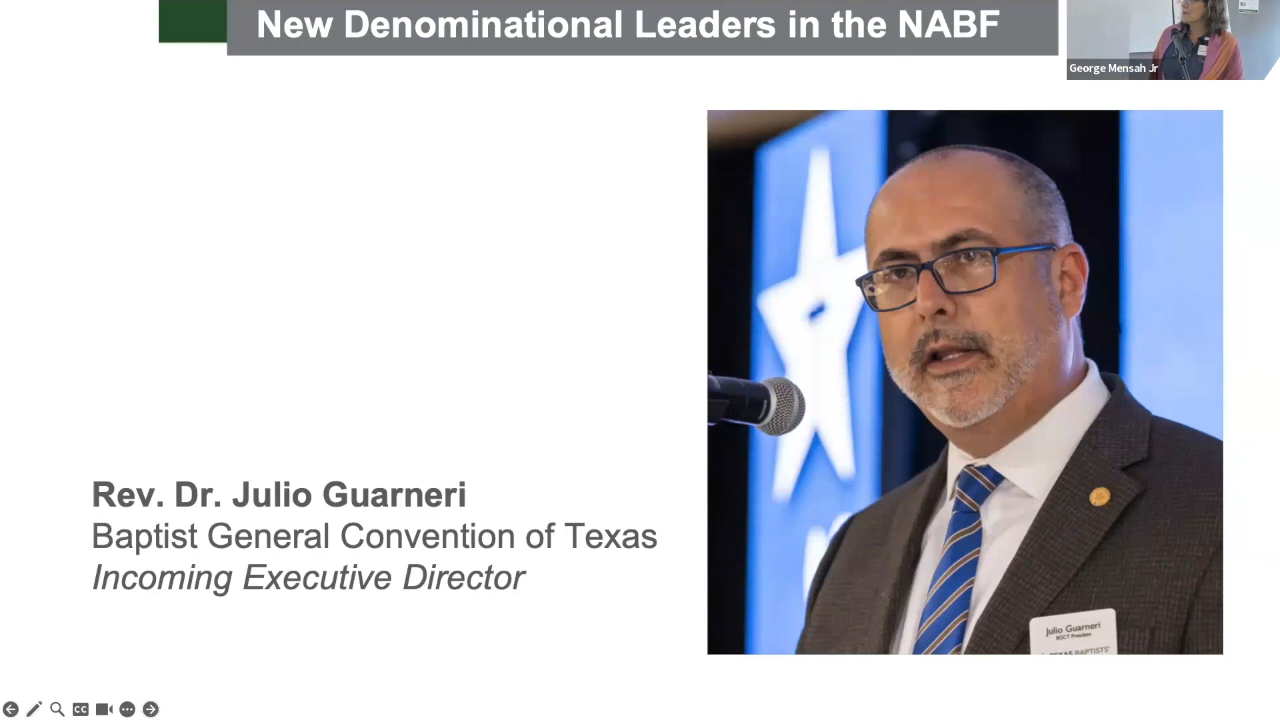 New Denominational Leaders in the NABF
George Mensah Jr
Rev. Dr. Julio Guarneri
Baptist General Convention of Texas
Incoming Executive Director
Julio Guarneri
BGCT President
TEXAS BAPTISTS
CC